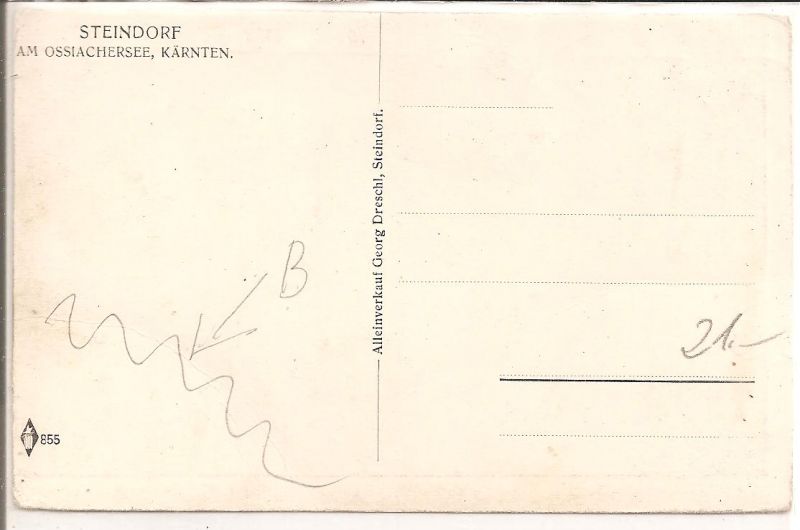 STEINDORF
AM OSSIACHERSEE, KÄRNTEN.
Alleinverkauf Georg Dreschl, Steindorf.
B
21.-
855